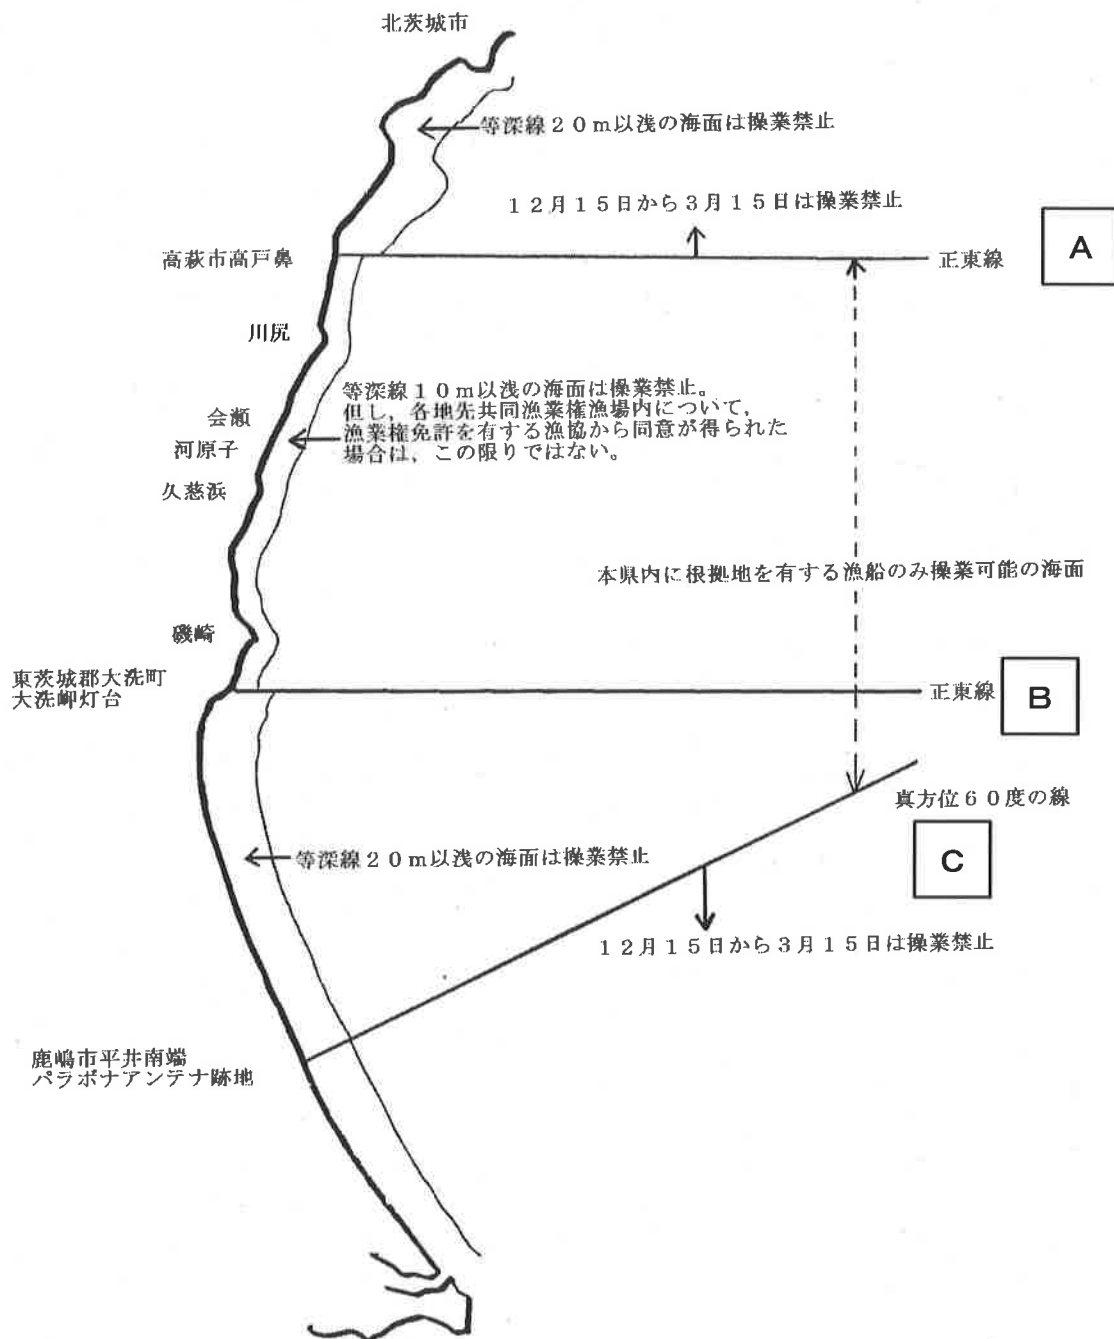 北茨城市
等深線２０ｍ以浅の海面は操業禁止
１２月１５日から３月１５日は操業禁止
高萩市高戸鼻
正東線
A
川尻
等深線１０ｍ以浅の海面は操業禁止。
但し、各地先共同漁業権漁場内について、
漁業権免許を有する漁協から同意が得られた
場合は、この限りではない。
会瀬
河原子
久慈浜
本県内に根拠地を有する漁船のみ操業可能の海面
磯崎
東茨城郡大洗町
大洗岬灯台
正東線
B
真方位６０度の線
C
等深線２０ｍ以浅の海面は操業禁止
１２月１５日から３月１５日は操業禁止
鹿嶋市平井南端
パラボナアンテナ跡地